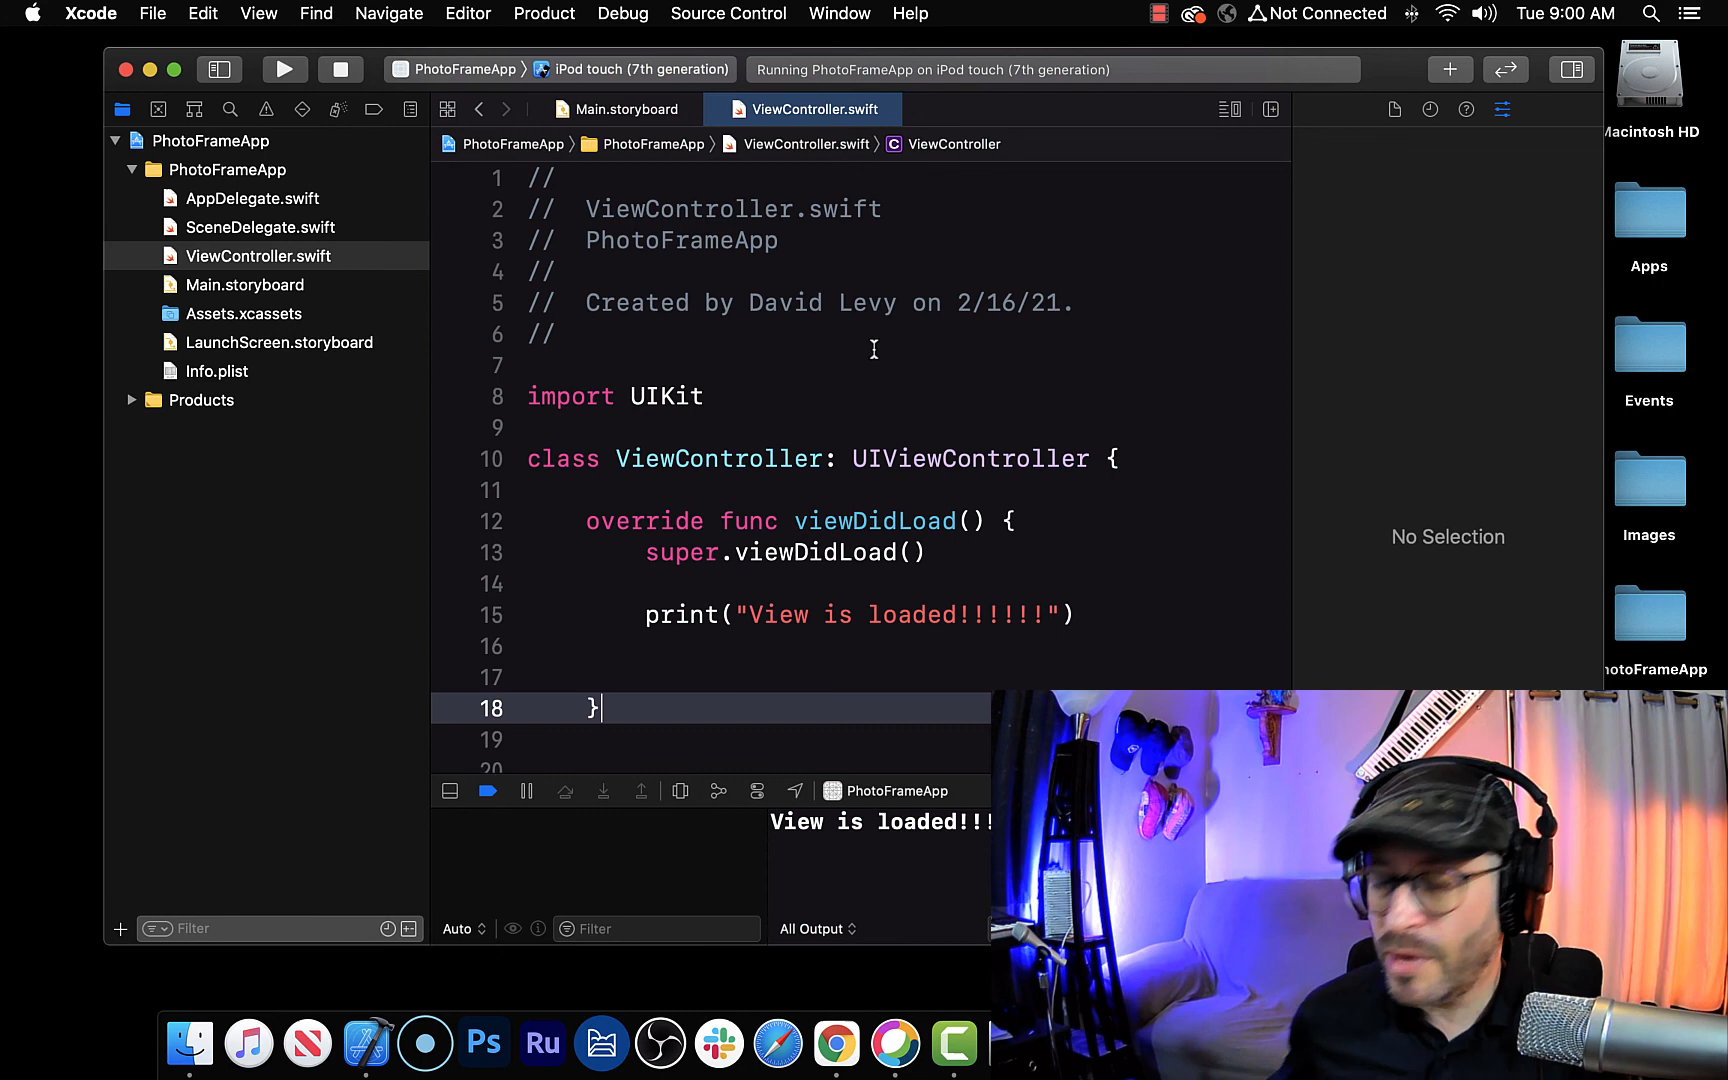 Xcode File Edit View Find Navigate Editor Product Debug Source Control Window Help Not Connected Tue 9:00 AM
PhotoFrameApp iPod touch (7th generation) Running PhotoFrameApp on iPod touch (7th generation)
Main.storyboard ViewController.swift
PhotoFrameApp PhotoFrameApp ViewController.swift C ViewController
PhotoFrameApp
PhotoFrameApp
AppDelegate.swift
SceneDelegate.swift
ViewController.swift
Main.storyboard
Assets.xcassets
LaunchScreen.storyboard
Info.plist
Products
1 //
2 // ViewController.swift
3 // PhotoFrameApp
4 //
5 // Created by David Levy on 2/16/21.
6 //
7
8 import UIKit
9
10 class ViewController: UIViewController {
11
12 override func viewDidLoad() {
13 super.viewDidLoad()
14
15 print("View is loaded!!!!!!")
16
17
18 }
19
20
No Selection
Macintosh HD
Apps
Events
Images
hotoFrameApp
PhotoFrameApp
View is loaded!!!
Filter
Auto Filter
All Output
Ps Ru